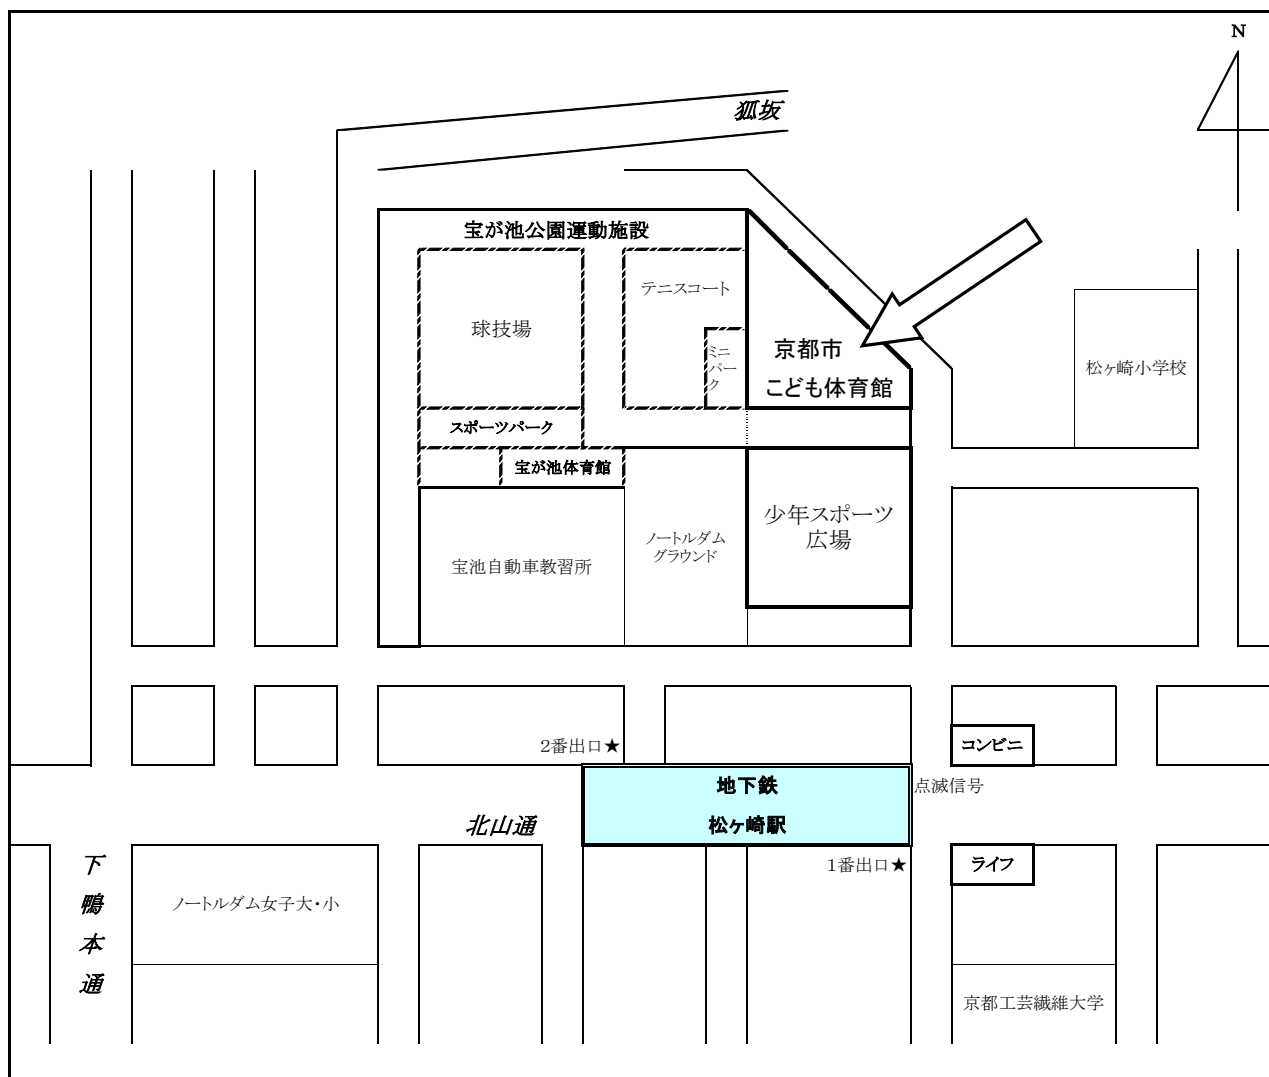 N
狐坂
宝が池公園運動施設
テニスコート
球技場
ミニ
パー
ク
京都市
こども体育館
松ヶ崎小学校
スポーツパーク
宝が池体育館
少年スポーツ
広場
ノートルダム
グラウンド
宝池自動車教習所
2番出口★
コンビニ
地下鉄
松ヶ崎駅
点滅信号
北山通
1番出口★
ライフ
下
鴨
本
通
ノートルダム女子大・小
京都工芸繊維大学